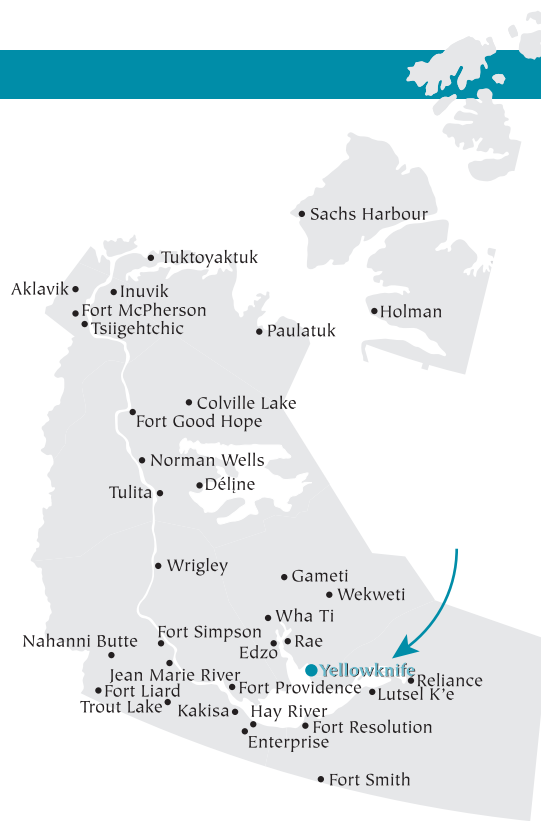 Sachs Harbour
Tuktoyaktuk
Aklavik
Inuvik
Fort McPherson
Holman
Tsiigehtchic
Paulatuk
Colville Lake
Fort Good Hope
Norman Wells
Délįne
Tulita
Wrigley
Gameti
Wekweti
Wha Ti
Fort Simpson
Nahanni Butte
Rae
Edzo
Yellowknife
Jean Marie River
Reliance
Fort Liard
Fort Providence
Lutsel K'e
Trout Lake
Kakisa
Hay River
Fort Resolution
Enterprise
Fort Smith